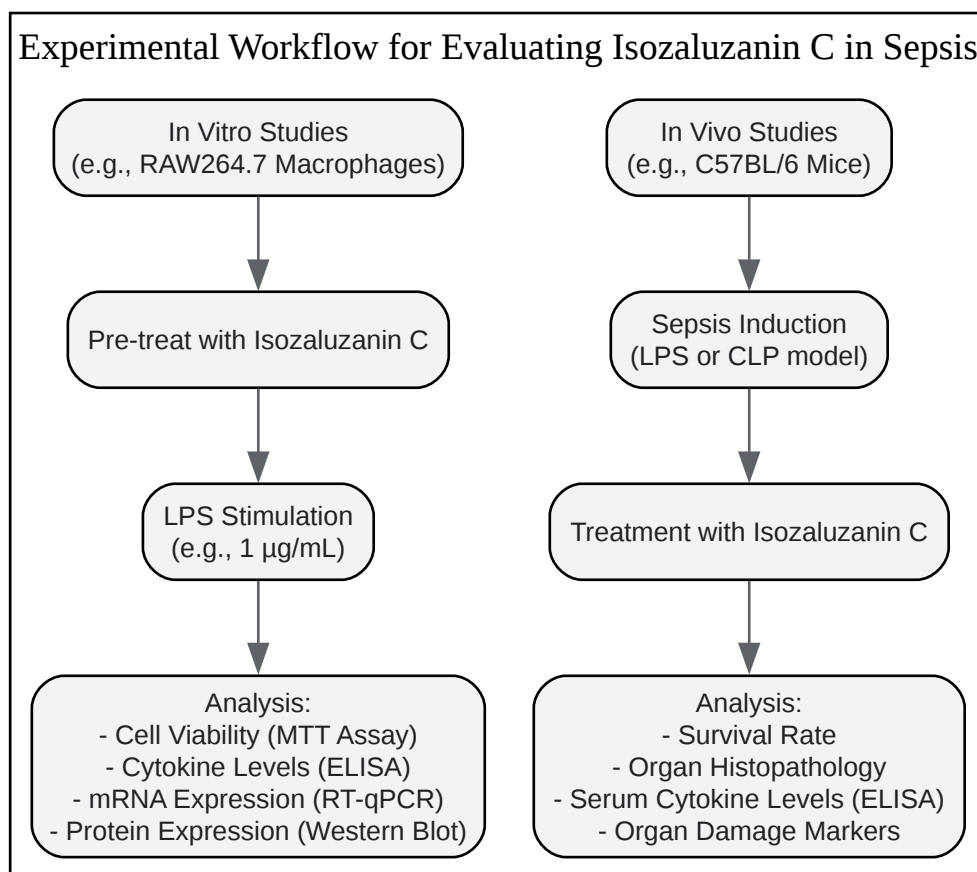 Experimental Workflow for Evaluating Isozaluzanin C in Sepsis
In Vitro Studies
(e.g., RAW264.7 Macrophages)
Pre-treat with Isozaluzanin C
LPS Stimulation
(e.g., 1 µg/mL)
Analysis:
- Cell Viability (MTT Assay)
- Cytokine Levels (ELISA)
- mRNA Expression (RT-qPCR)
- Protein Expression (Western Blot)
In Vivo Studies
(e.g., C57BL/6 Mice)
Sepsis Induction
(LPS or CLP model)
Treatment with Isozaluzanin C
Analysis:
- Survival Rate
- Organ Histopathology
- Serum Cytokine Levels (ELISA)
- Organ Damage Markers